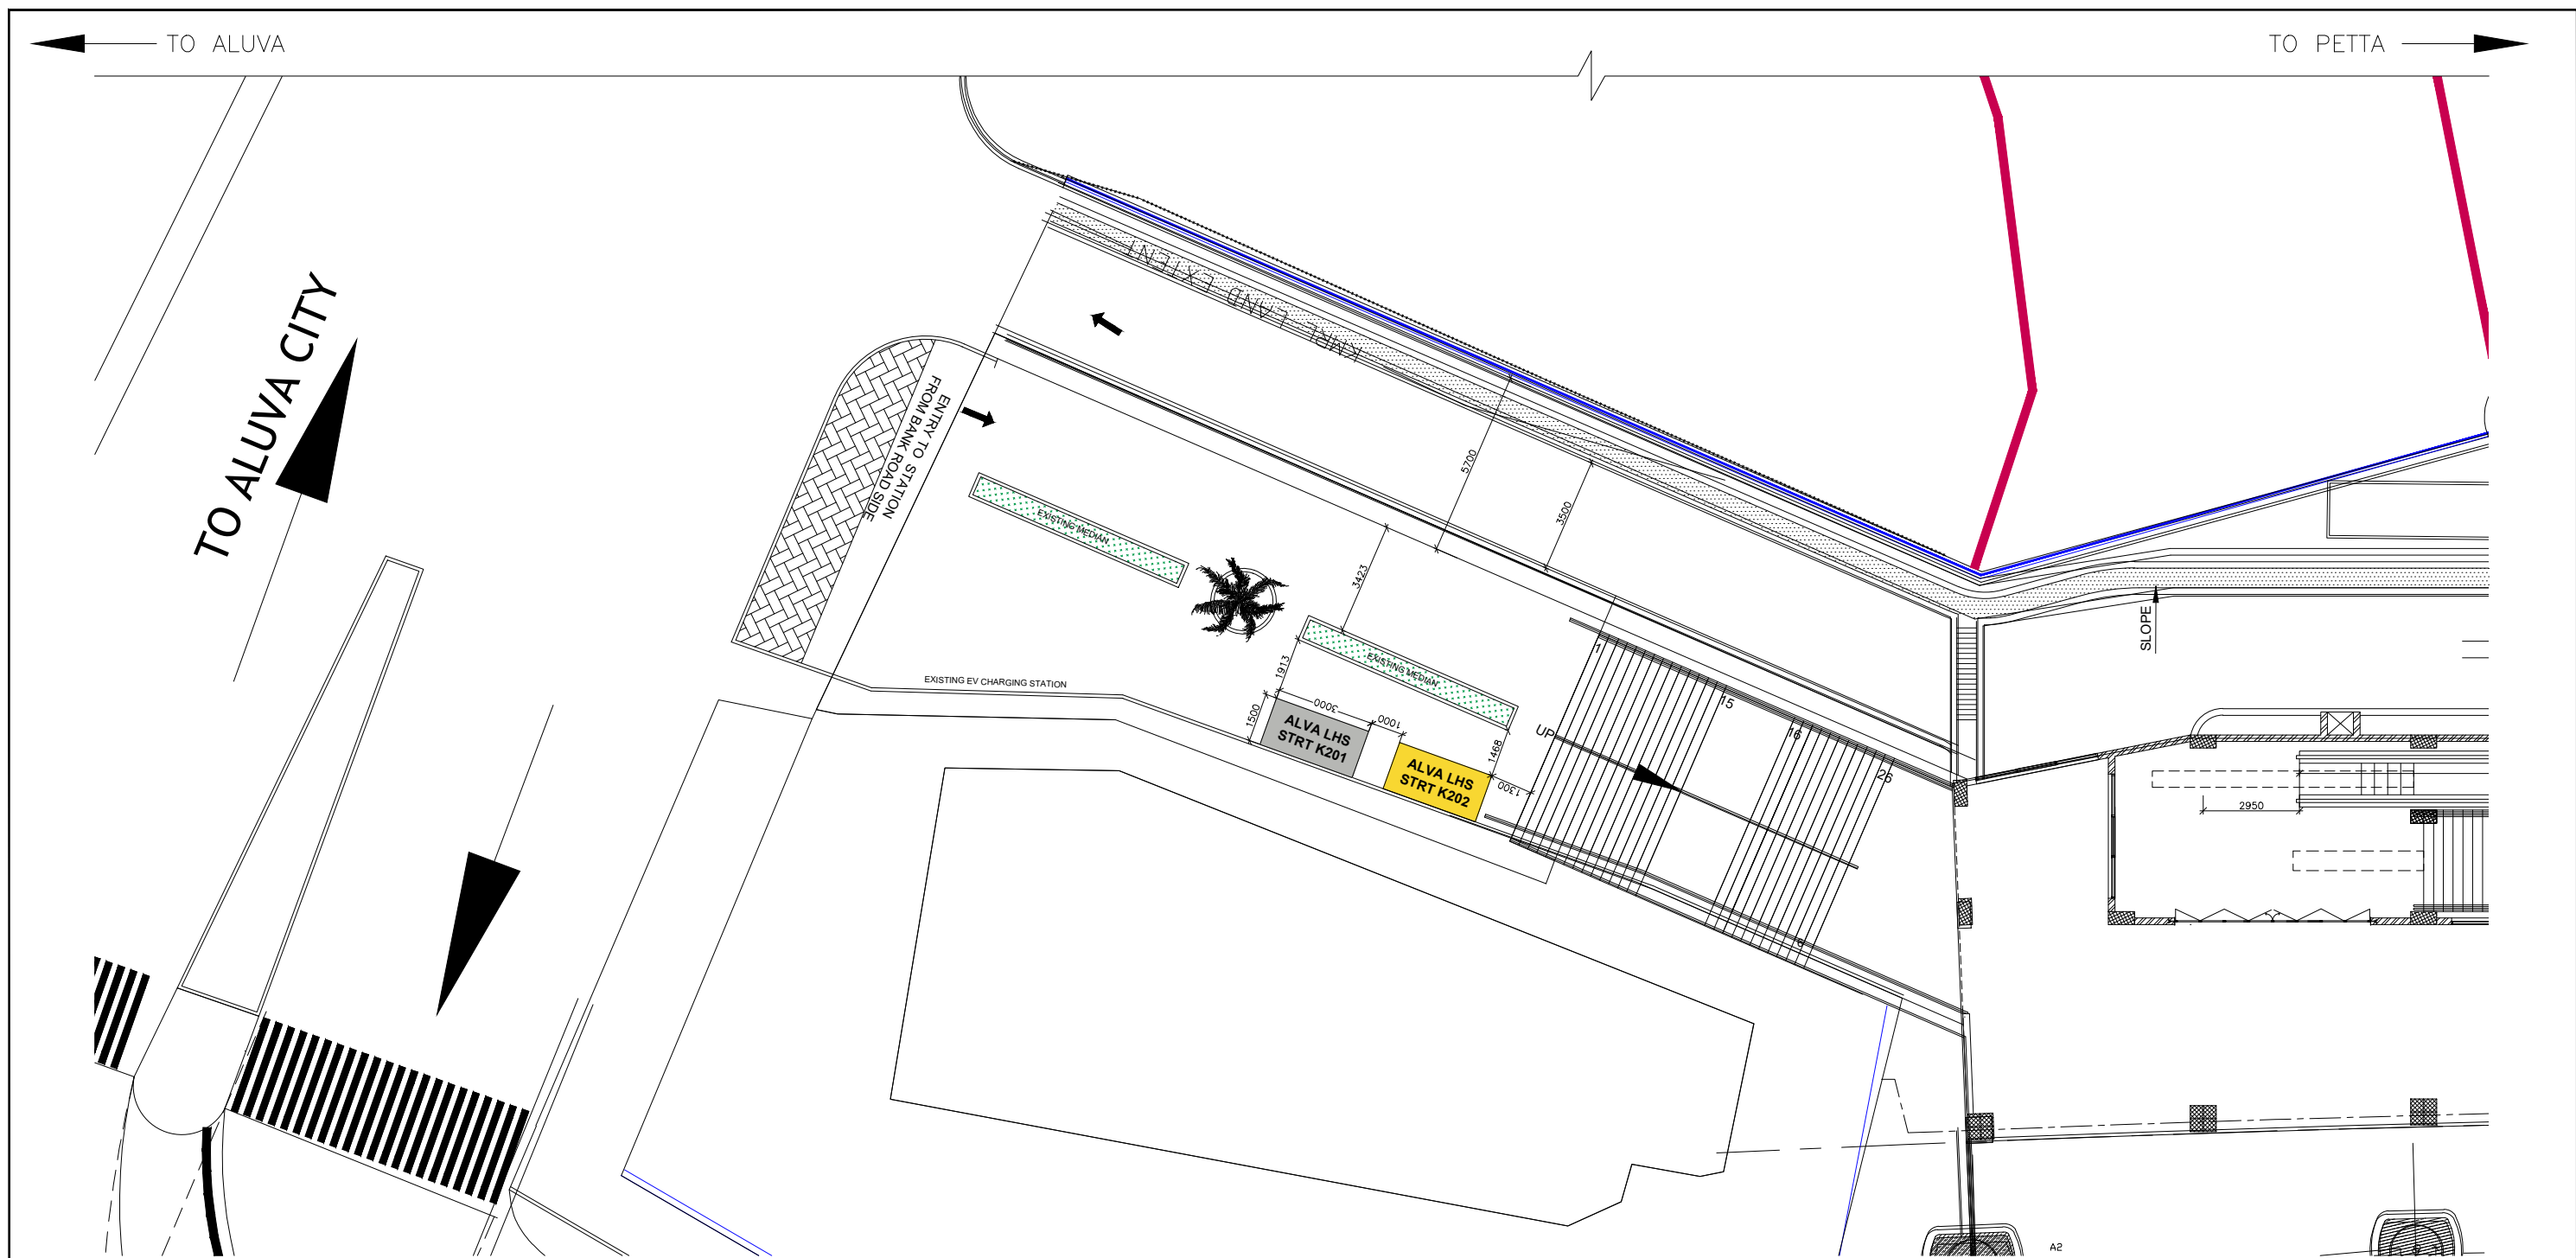 TO ALUVA
TO PETTA
TO ALUVA CITY
KMRL LAND EXTENT
ENTRY TO STATION
FROM BANK ROAD SIDE
EXISTING MEDIAN
5700
3500
3423
EXISTING MEDIAN
1913
EXISTING EV CHARGING STATION
1500
3000
1000
ALVA LHS
STRT K201
ALVA LHS
STRT K202
1468
1300
UP
1
15
16
26
6
SLOPE
2950
A2